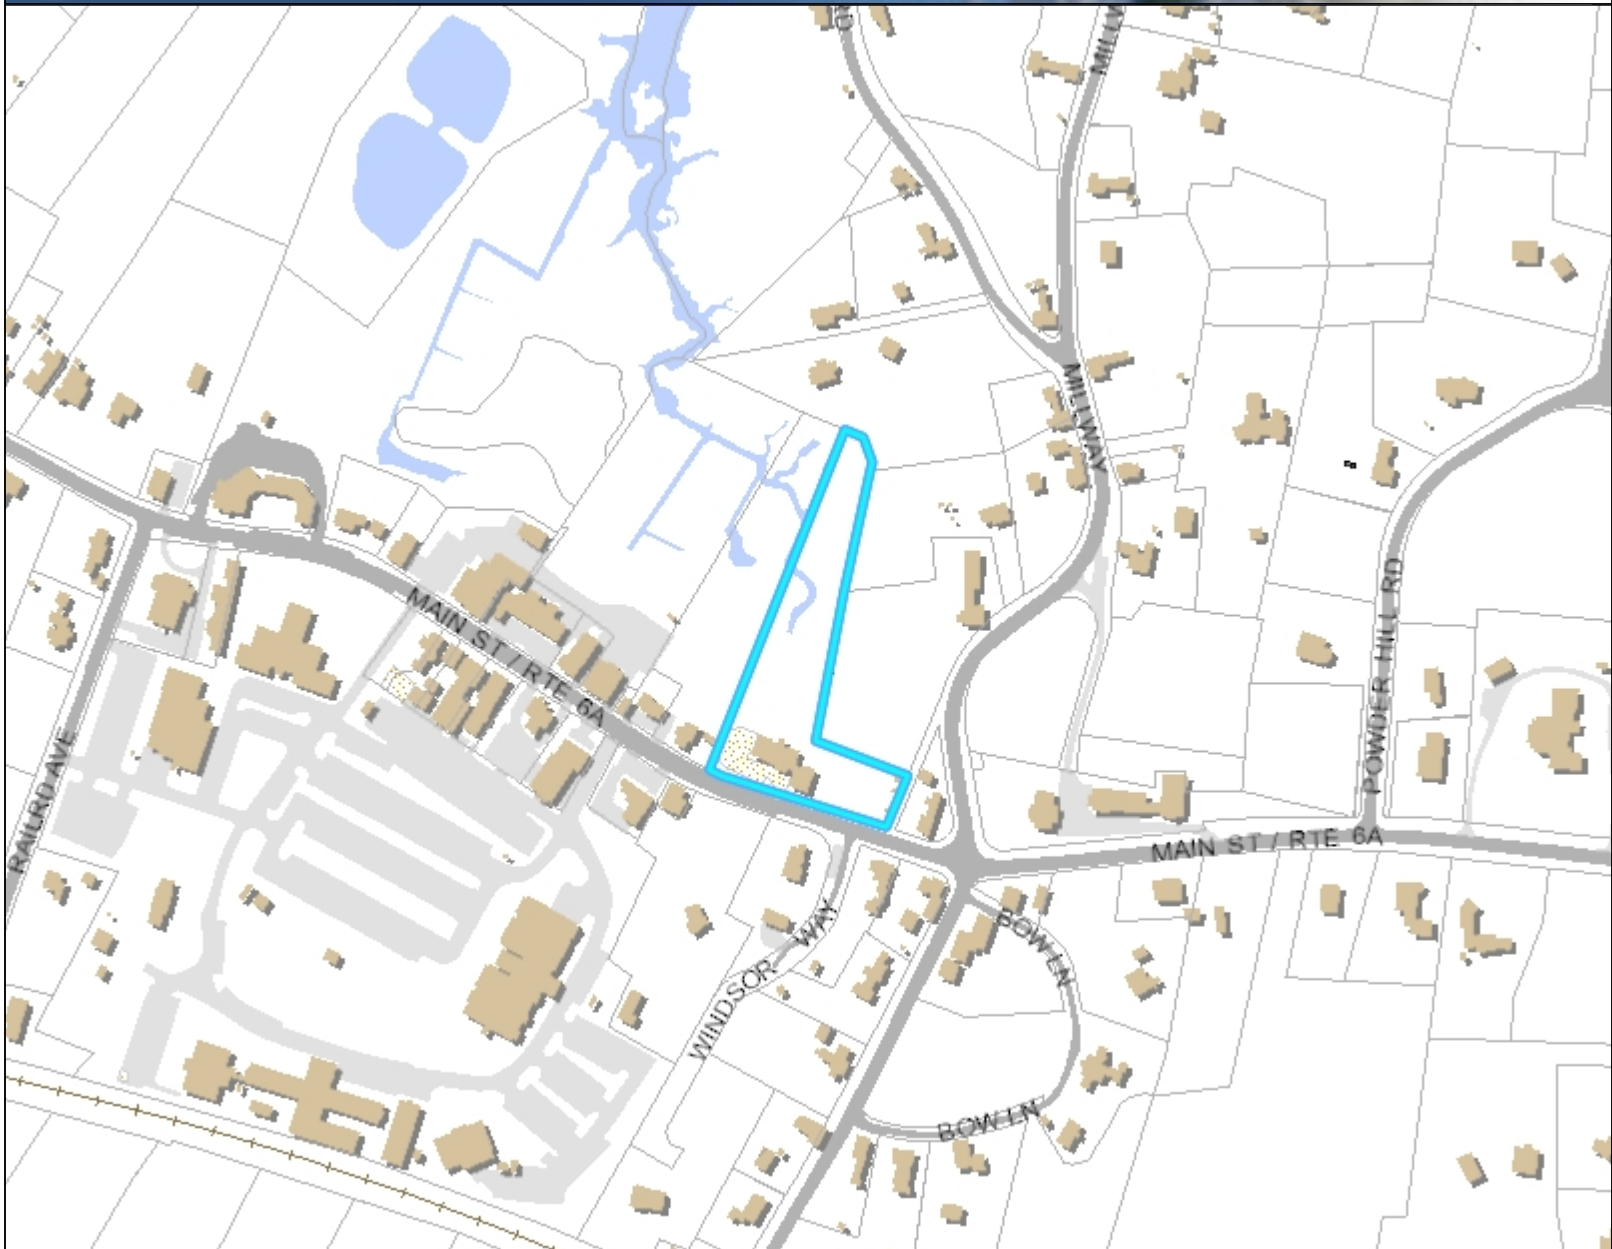 MILLWAY
MAIN ST / RTE 6A
POWDER HILL RD
RAILRD AVE
MAIN ST / RTE 6A
WINDSOR WAY
BOW LN
BOW LN